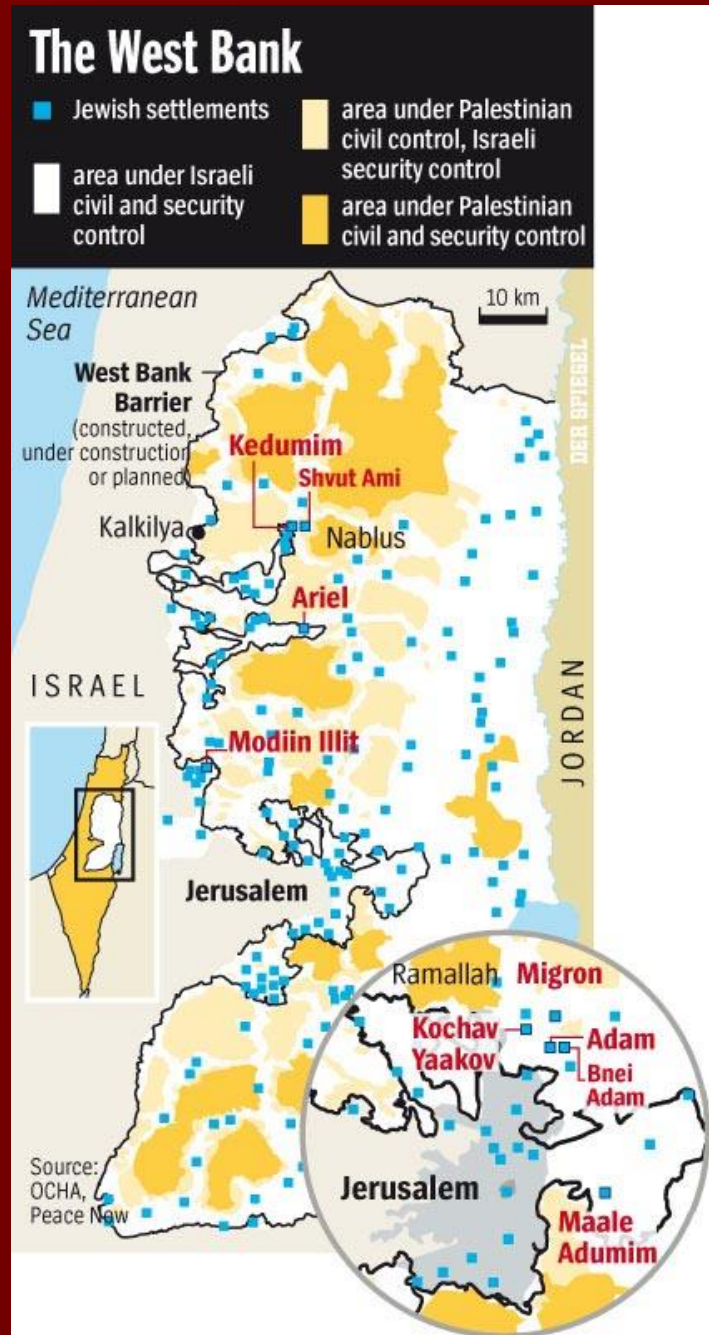 The West Bank
Jewish settlements
area under Israeli
civil and security
control
area under Palestinian
civil control, Israeli
security control
area under Palestinian
civil and security control
Mediterranean
Sea
10 km
DER SPIEGEL
West Bank
Barrier
(constructed,
under construction
or planned)
Kedumim
Shvut Ami
Kalkilya
Nablus
Ariel
ISRAEL
JORDAN
Modiin Illit
Jerusalem
Ramallah
Migron
Kochav
Yaakov
Adam
Bnei
Adam
Jerusalem
Maale
Adumim
Source:
OCHA,
Peace Now